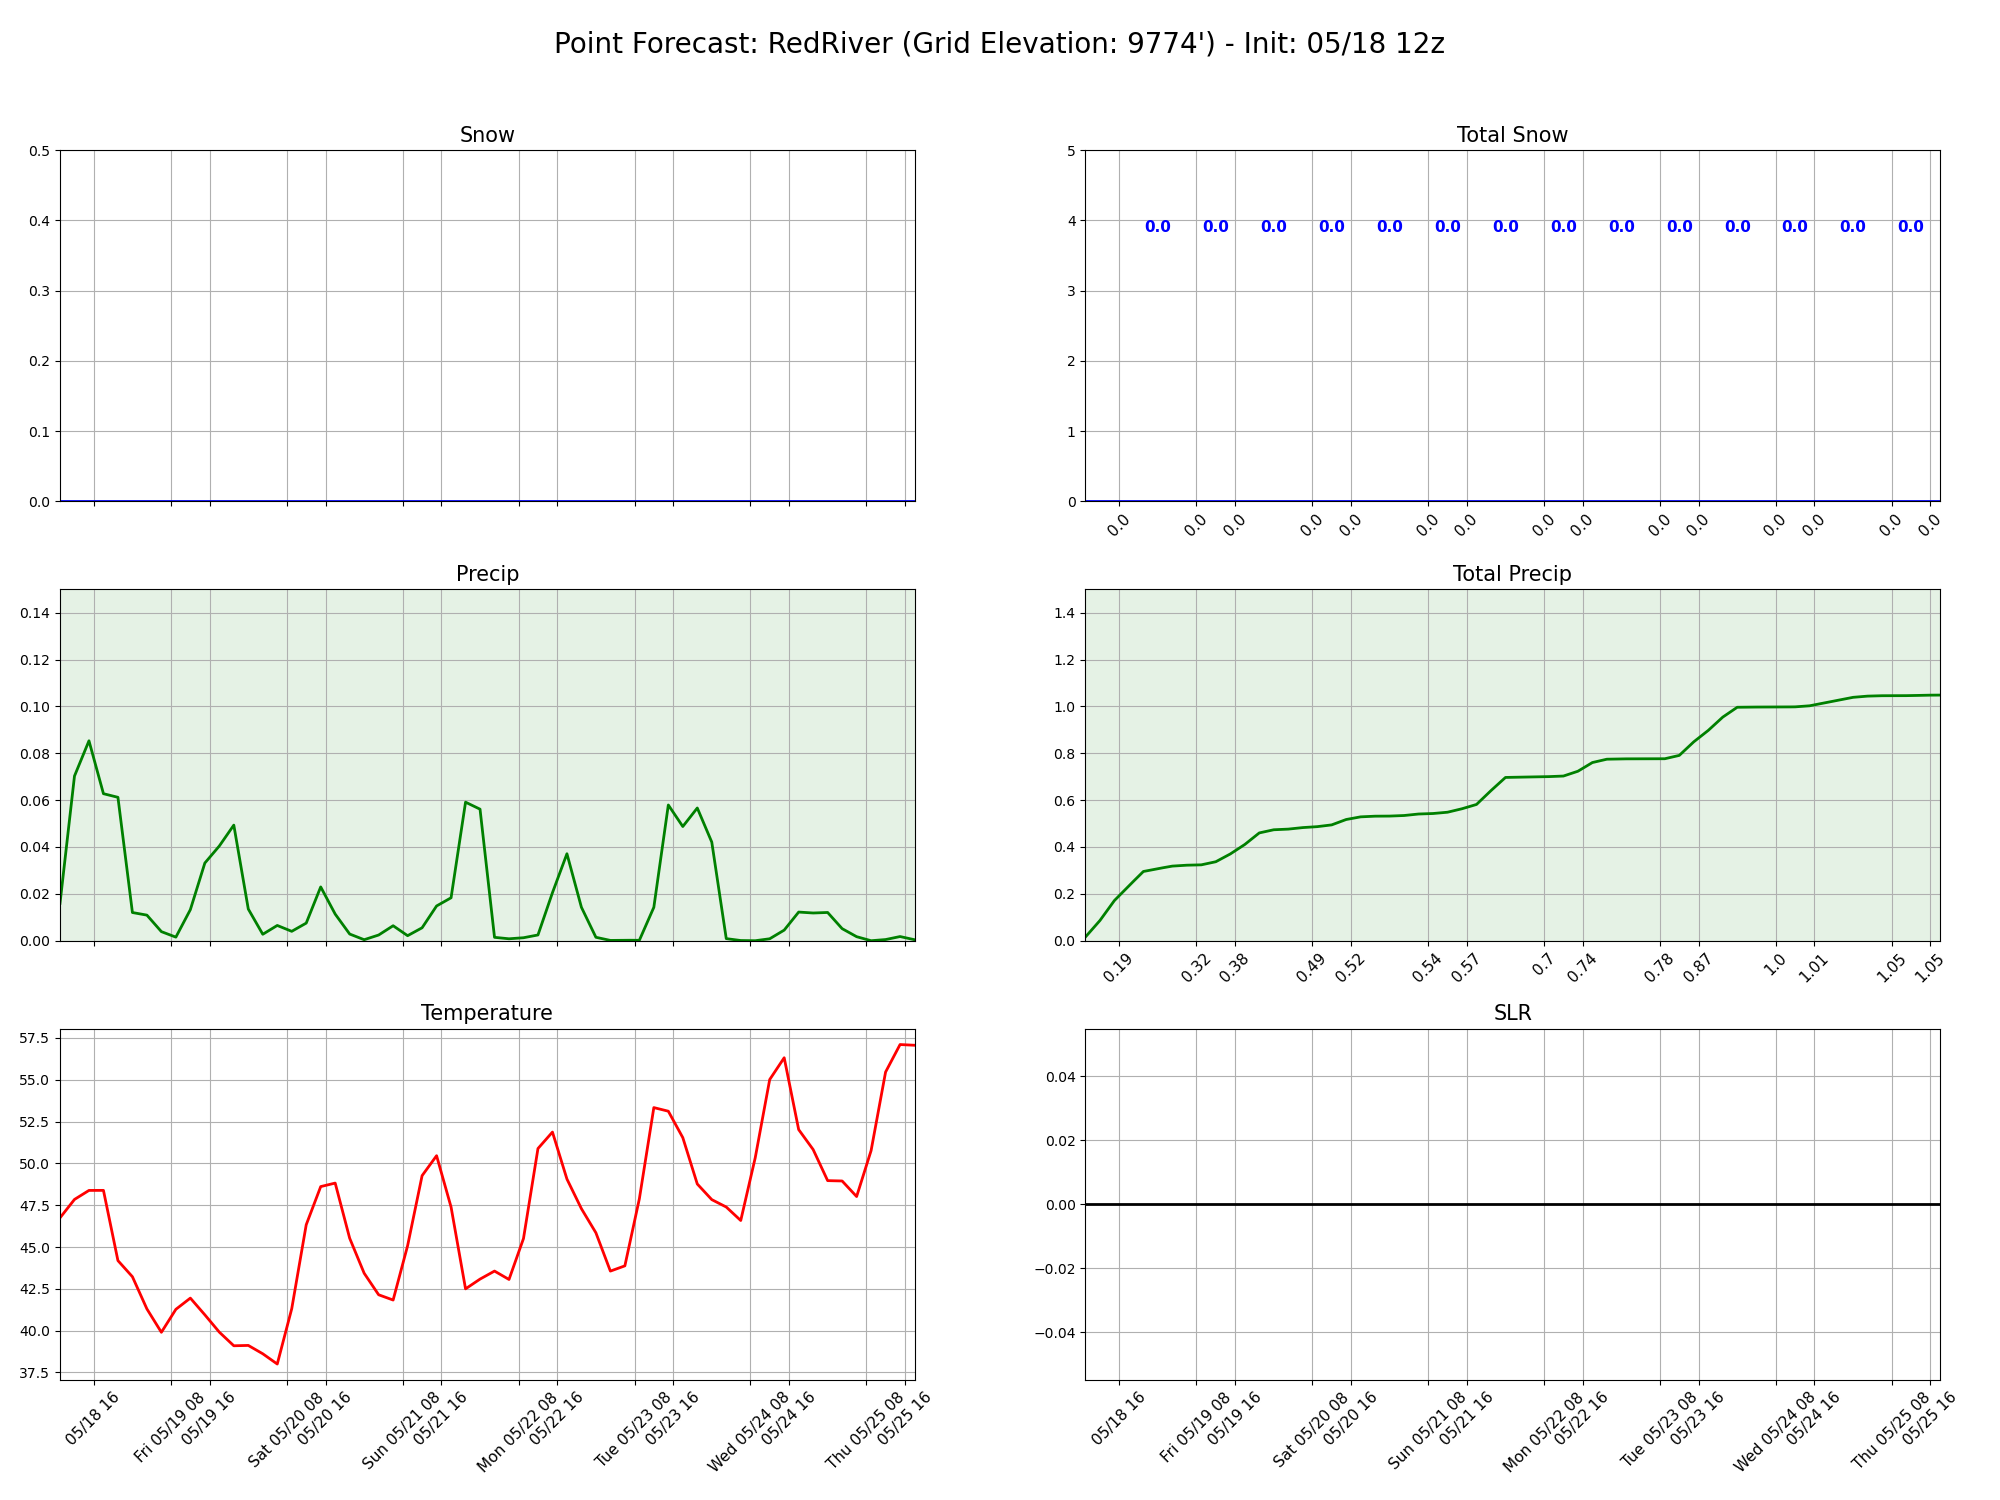 Point Forecast: RedRiver (Grid Elevation: 9774') - Init: 05/18 12z
Snow
0.5
0.4
0.3
0.2
0.1
0.0
Total Snow
5
4
3
2
1
0
0.0 0.0 0.0 0.0 0.0 0.0 0.0 0.0 0.0 0.0 0.0 0.0 0.0 0.0
0.0 0.0 0.0 0.0 0.0 0.0 0.0 0.0 0.0 0.0 0.0 0.0 0.0 0.0 0.0
Precip
0.14
0.12
0.10
0.08
0.06
0.04
0.02
0.00
Total Precip
1.4
1.2
1.0
0.8
0.6
0.4
0.2
0.0
0.19 0.32 0.38 0.49 0.52 0.54 0.57 0.7 0.74 0.78 0.87 1.0 1.01 1.05 1.05
Temperature
57.5
55.0
52.5
50.0
47.5
45.0
42.5
40.0
37.5
05/18 16
Fri 05/19 08
05/19 16
Sat 05/20 08
05/20 16
Sun 05/21 08
05/21 16
Mon 05/22 08
05/22 16
Tue 05/23 08
05/23 16
Wed 05/24 08
05/24 16
Thu 05/25 08
05/25 16
SLR
0.04
0.02
0.00
−0.02
−0.04
05/18 16
Fri 05/19 08
05/19 16
Sat 05/20 08
05/20 16
Sun 05/21 08
05/21 16
Mon 05/22 08
05/22 16
Tue 05/23 08
05/23 16
Wed 05/24 08
05/24 16
Thu 05/25 08
05/25 16